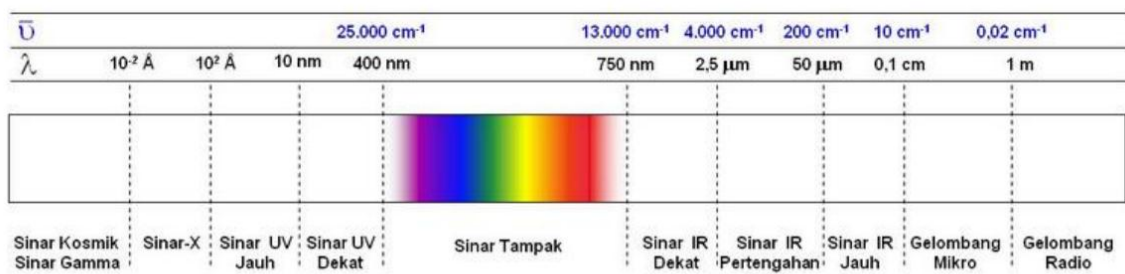 ῡ 25.000 cm⁻¹ 13.000 cm⁻¹ 4.000 cm⁻¹ 200 cm⁻¹ 10 cm⁻¹ 0,02 cm⁻¹
λ 10⁻² Å 10² Å 10 nm 400 nm 750 nm 2,5 μm 50 μm 0,1 cm 1 m
Sinar Kosmik Sinar-X Sinar UV Sinar UV Sinar Tampak Sinar IR Sinar IR Sinar IR Gelombang Gelombang
Sinar Gamma Jauh Dekat Dekat Pertengahan Jauh Mikro Radio